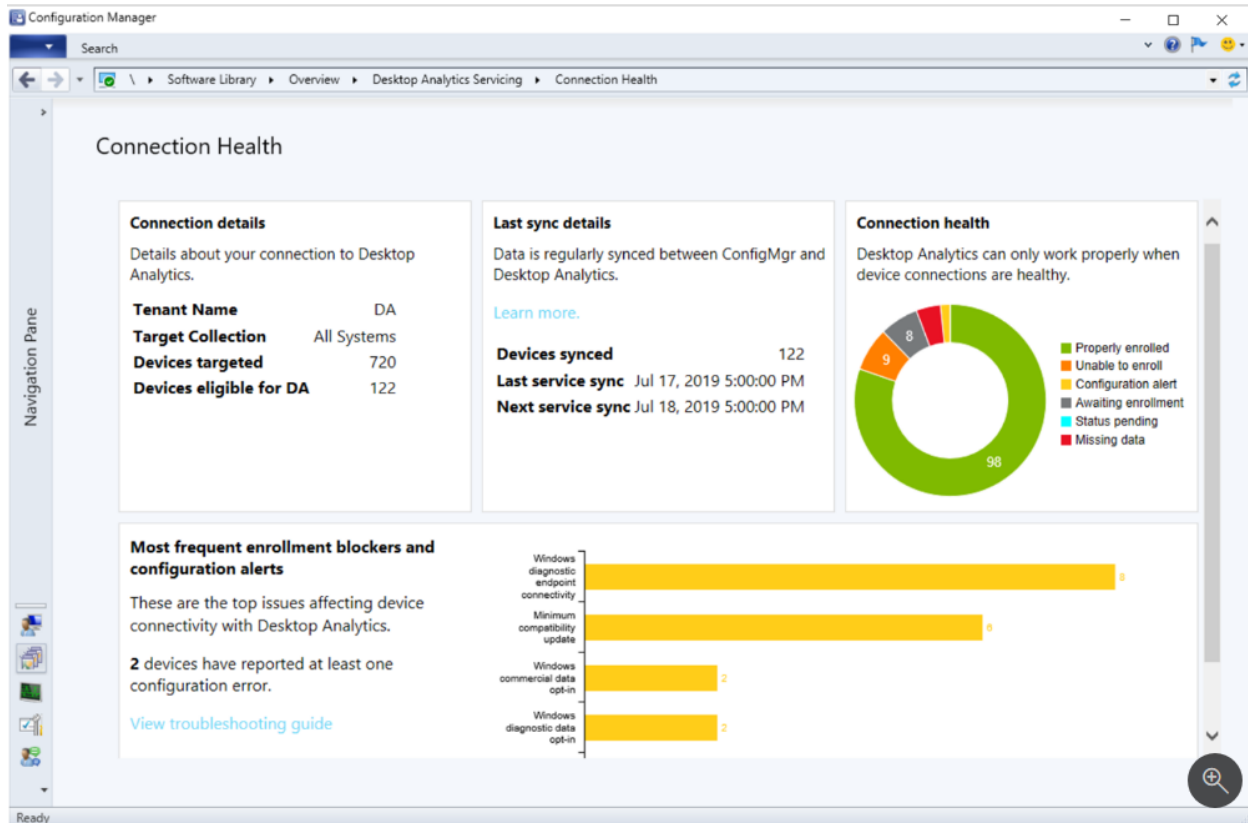 Configuration Manager
Search
\ Software Library Overview Desktop Analytics Servicing Connection Health
Navigation Pane
Connection Health
Connection details
Details about your connection to Desktop
Analytics.
Tenant Name DA
Target Collection All Systems
Devices targeted 720
Devices eligible for DA 122
Last sync details
Data is regularly synced between ConfigMgr and
Desktop Analytics.
Learn more.
Devices synced 122
Last service sync Jul 17, 2019 5:00:00 PM
Next service sync Jul 18, 2019 5:00:00 PM
Connection health
Desktop Analytics can only work properly when
device connections are healthy.
8
9
98
Properly enrolled
Unable to enroll
Configuration alert
Awaiting enrollment
Status pending
Missing data
Most frequent enrollment blockers and
configuration alerts
These are the top issues affecting device
connectivity with Desktop Analytics.
2 devices have reported at least one
configuration error.
View troubleshooting guide
Windows
diagnostic
endpoint
connectivity
8
Minimum
compatibility
update
6
Windows
commercial data
opt-in
2
Windows
diagnostic data
opt-in
2
Ready